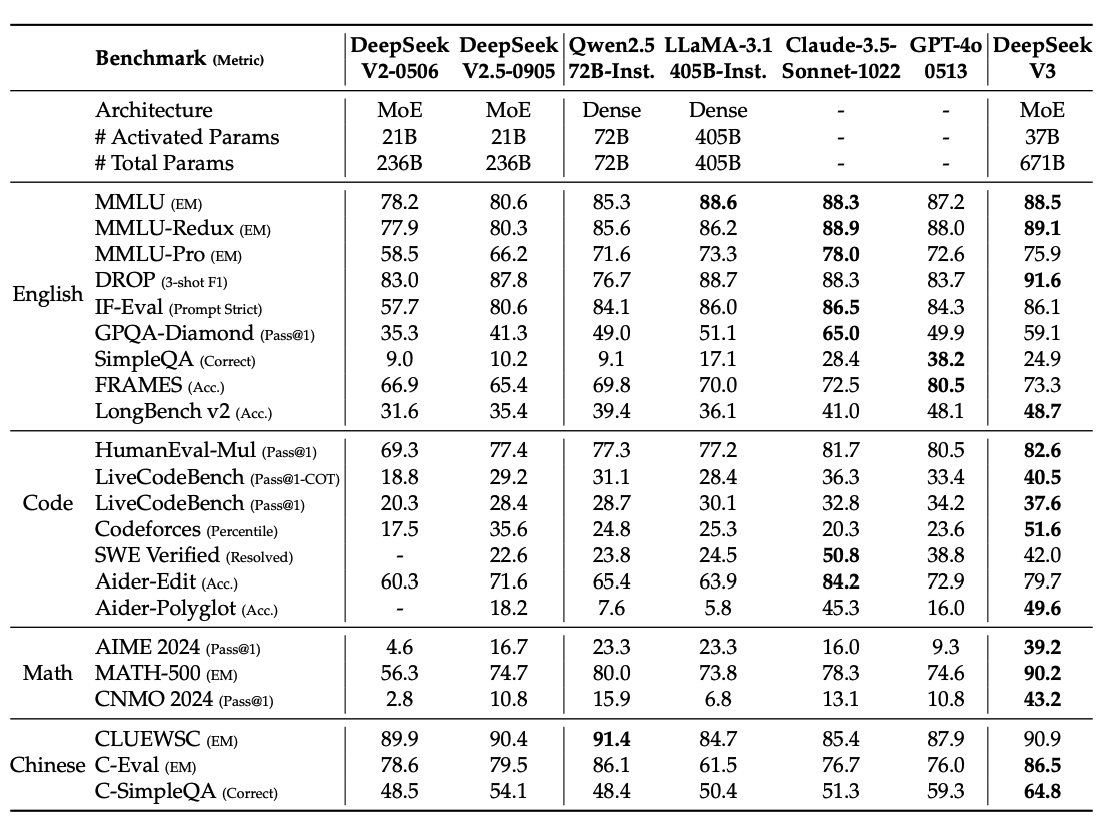 Benchmark (Metric) DeepSeek V2-0506 DeepSeek V2.5-0905 Qwen2.5 72B-Inst. LLaMA-3.1 405B-Inst. Claude-3.5-Sonnet-1022 GPT-4o 0513 DeepSeek V3
Architecture MoE MoE Dense Dense - - MoE
# Activated Params 21B 21B 72B 405B - - 37B
# Total Params 236B 236B 72B 405B - - 671B
English
MMLU (EM) 78.2 80.6 85.3 88.6 88.3 87.2 88.5
MMLU-Redux (EM) 77.9 80.3 85.6 86.2 88.9 88.0 89.1
MMLU-Pro (EM) 58.5 66.2 71.6 73.3 78.0 72.6 75.9
DROP (3-shot F1) 83.0 87.8 76.7 88.7 88.3 83.7 91.6
IF-Eval (Prompt Strict) 57.7 80.6 84.1 86.0 86.5 84.3 86.1
GPQA-Diamond (Pass@1) 35.3 41.3 49.0 51.1 65.0 49.9 59.1
SimpleQA (Correct) 9.0 10.2 9.1 17.1 28.4 38.2 24.9
FRAMES (Acc.) 66.9 65.4 69.8 70.0 72.5 80.5 73.3
LongBench v2 (Acc.) 31.6 35.4 39.4 36.1 41.0 48.1 48.7
Code
HumanEval-Mul (Pass@1) 69.3 77.4 77.3 77.2 81.7 80.5 82.6
LiveCodeBench (Pass@1-COT) 18.8 29.2 31.1 28.4 36.3 33.4 40.5
LiveCodeBench (Pass@1) 20.3 28.4 28.7 30.1 32.8 34.2 37.6
Codeforces (Percentile) 17.5 35.6 24.8 25.3 20.3 23.6 51.6
SWE Verified (Resolved) - 22.6 23.8 24.5 50.8 38.8 42.0
Aider-Edit (Acc.) 60.3 71.6 65.4 63.9 84.2 72.9 79.7
Aider-Polyglot (Acc.) - 18.2 7.6 5.8 45.3 16.0 49.6
Math
AIME 2024 (Pass@1) 4.6 16.7 23.3 23.3 16.0 9.3 39.2
MATH-500 (EM) 56.3 74.7 80.0 73.8 78.3 74.6 90.2
CNMO 2024 (Pass@1) 2.8 10.8 15.9 6.8 13.1 10.8 43.2
Chinese
CLUEWSC (EM) 89.9 90.4 91.4 84.7 85.4 87.9 90.9
C-Eval (EM) 78.6 79.5 86.1 61.5 76.7 76.0 86.5
C-SimpleQA (Correct) 48.5 54.1 48.4 50.4 51.3 59.3 64.8